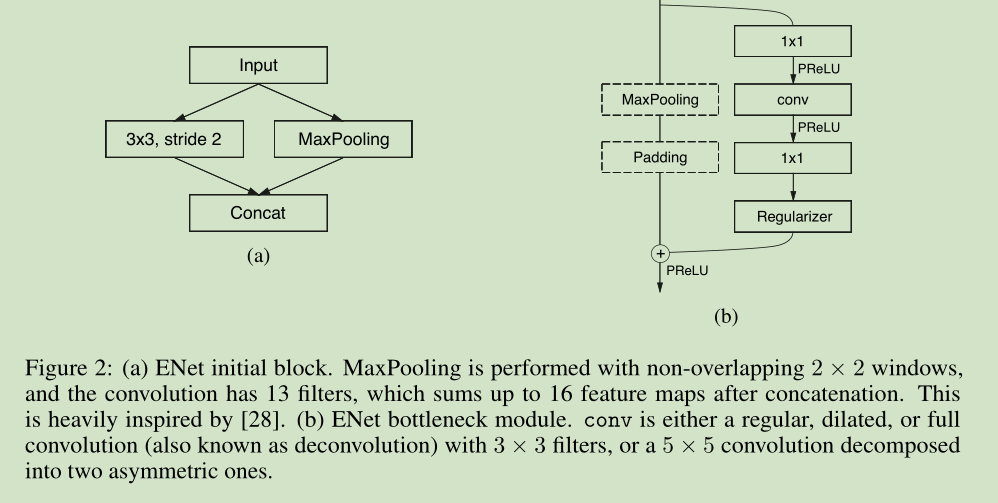 Input
3x3, stride 2
MaxPooling
Concat
(a)
1x1
PReLU
MaxPooling
conv
PReLU
Padding
1x1
Regularizer
+
PReLU
(b)
Figure 2: (a) ENet initial block. MaxPooling is performed with non-overlapping 2 × 2 windows,
and the convolution has 13 filters, which sums up to 16 feature maps after concatenation. This
is heavily inspired by [28]. (b) ENet bottleneck module. conv is either a regular, dilated, or full
convolution (also known as deconvolution) with 3 × 3 filters, or a 5 × 5 convolution decomposed
into two asymmetric ones.